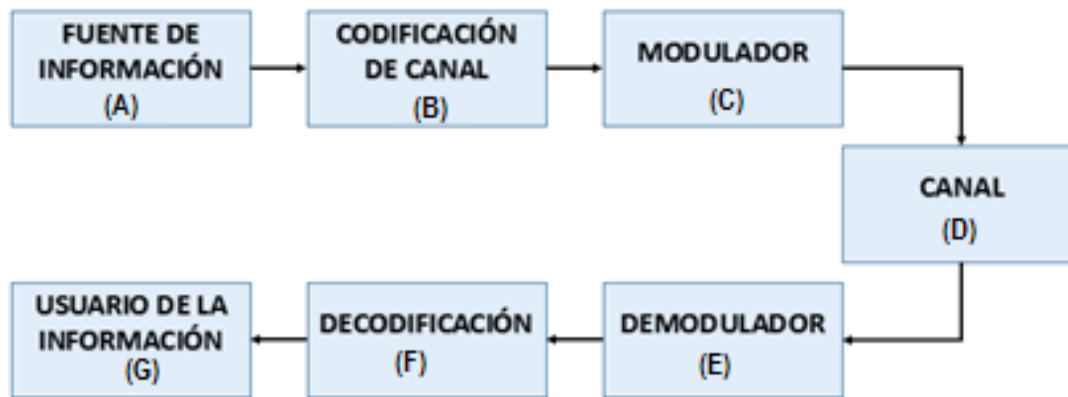 FUENTE DE
INFORMACIÓN
(A)
CODIFICACIÓN
DE CANAL
(B)
MODULADOR
(C)
CANAL
(D)
DEMODULADOR
(E)
DECODIFICACIÓN
(F)
USUARIO DE LA
INFORMACIÓN
(G)